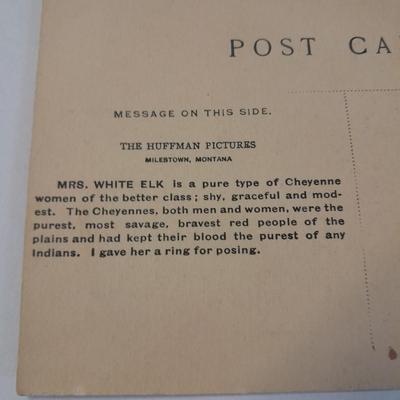 POST CA
MESSAGE ON THIS SIDE.
THE HUFFMAN PICTURES
MILESTOWN, MONTANA
MRS. WHITE ELK is a pure type of Cheyenne
women of the better class; shy, graceful and mod-
est. The Cheyennes, both men and women, were the
purest, most savage, bravest red people of the
plains and had kept their blood the purest of any
Indians. I gave her a ring for posing.